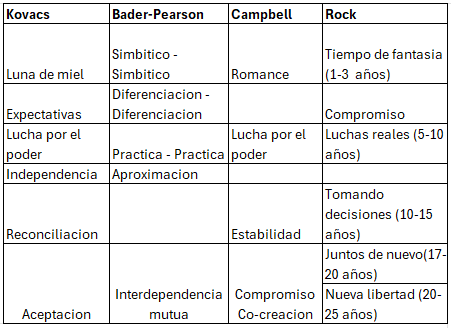 Kovacs Bader-Pearson Campbell Rock
Luna de miel
Simbitico -
Simbitico
Romance
Tiempo de fantasia
(1-3 años)
Expectativas
Diferenciacion -
Diferenciacion
Compromiso
Lucha por el
poder
Practica - Practica
Lucha por el
poder
Luchas reales (5-10
años)
Independencia
Aproximacion
Reconciliacion
Estabilidad
Tomando
decisiones (10-15
años)
Aceptacion
Interdependencia
mutua
Compromiso
Co-creacion
Juntos de nuevo(17-
20 años)
Nueva libertad (20-
25 años)